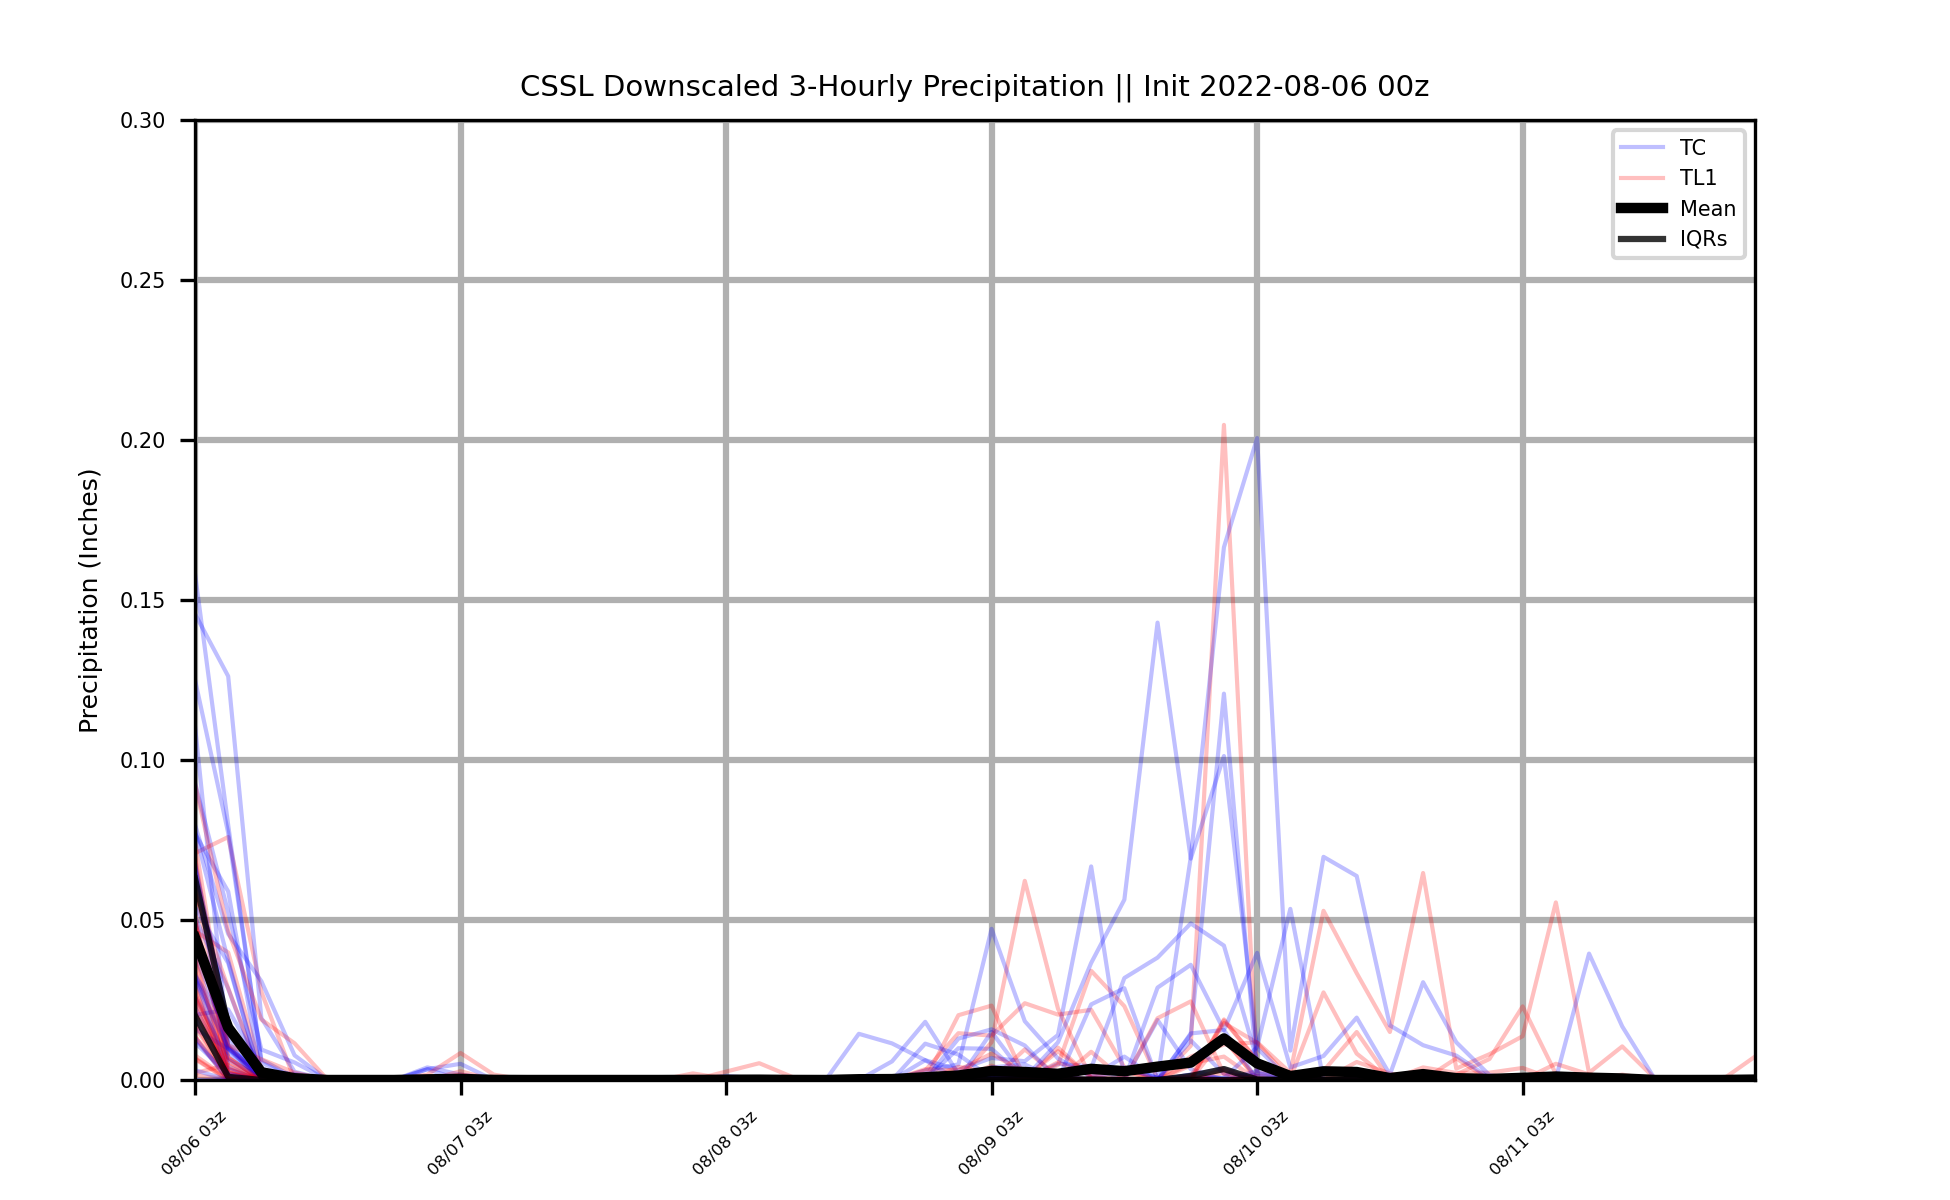 CSSL Downscaled 3-Hourly Precipitation || Init 2022-08-06 00z
Precipitation (Inches)
0.30
0.25
0.20
0.15
0.10
0.05
0.00
TC
TL1
Mean
IQRs
08/06 03z
08/07 03z
08/08 03z
08/09 03z
08/10 03z
08/11 03z